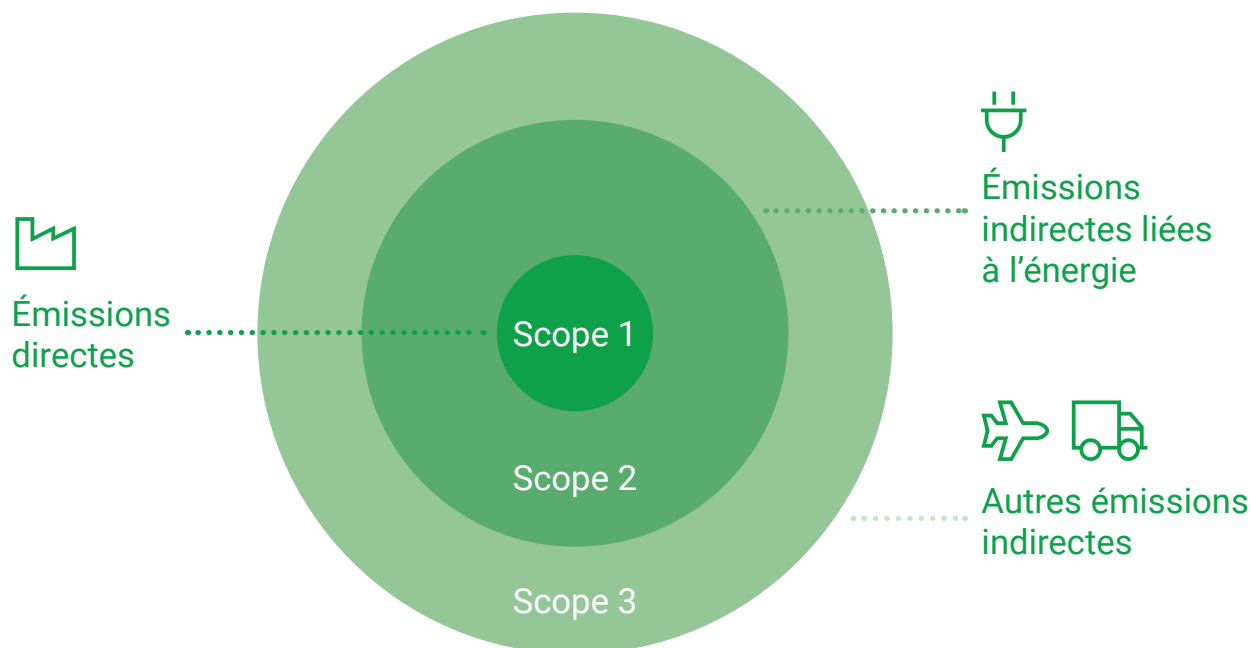 Émissions
directes
Scope 1
Scope 2
Scope 3
Émissions
indirectes liées
à l’énergie
Autres émissions
indirectes